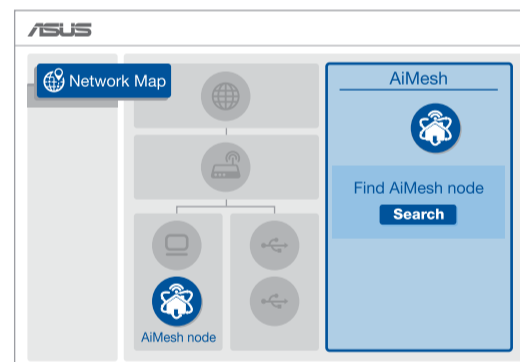 ASUS
Network Map
AiMesh
Find AiMesh node
Search
AiMesh node